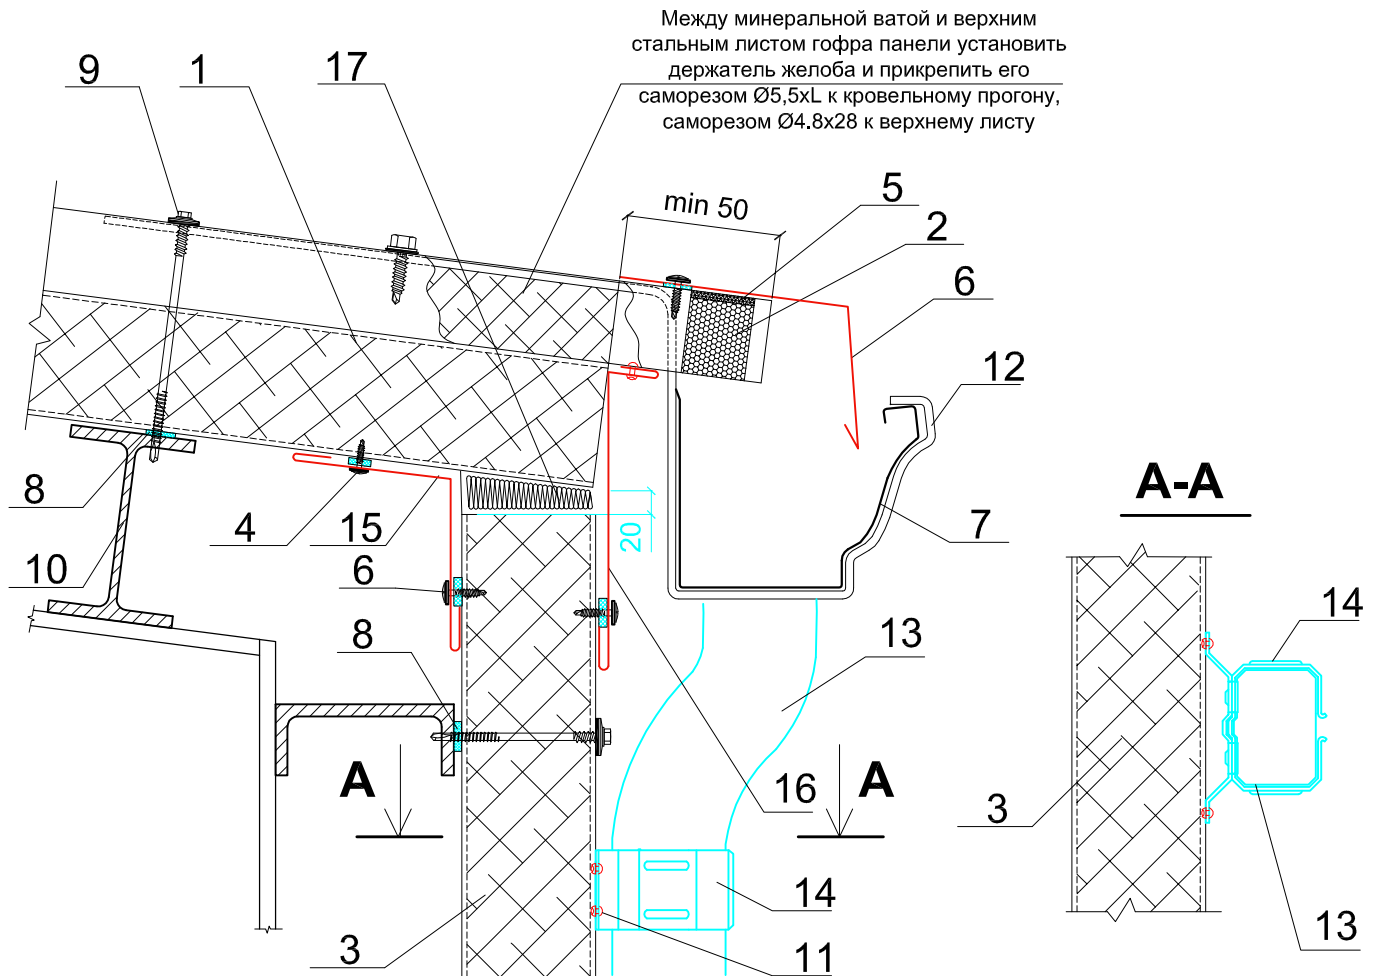 Между минеральной ватой и верхним
стальным листом гофра панели установить
держатель желоба и прикрепить его
саморезом Ø5,5xL к кровельному прогону,
саморезом Ø4.8x28 к верхнему листу
9
1
17
min 50
5
2
6
12
8
4
15
20
7
A-A
10
6
8
13
14
A
16
A
3
14
3
11
13